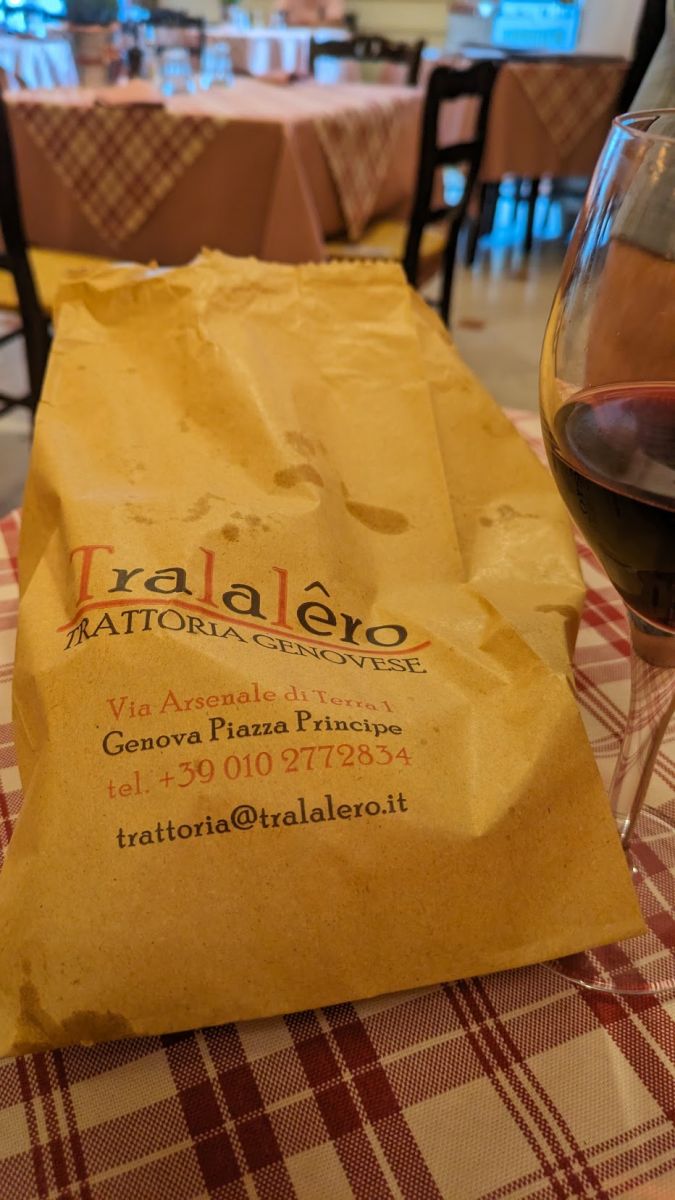 Tralalêro
TRATTORIA GENOVESE
Via Arsenale di Terra 1
Genova Piazza Principe
tel. +39 010 2772834
trattoria@tralalero.it